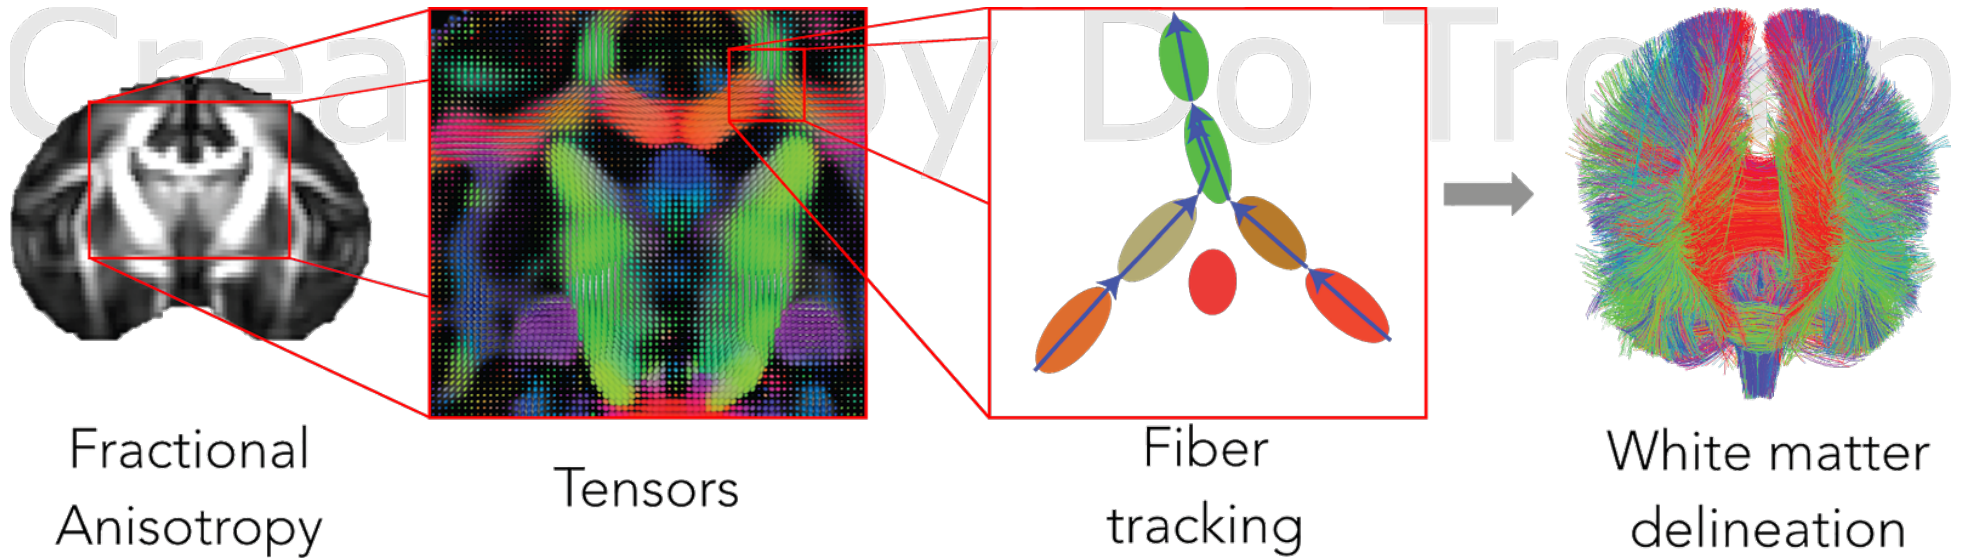 Fractional
Anisotropy
Tensors
Fiber
tracking
White matter
delineation